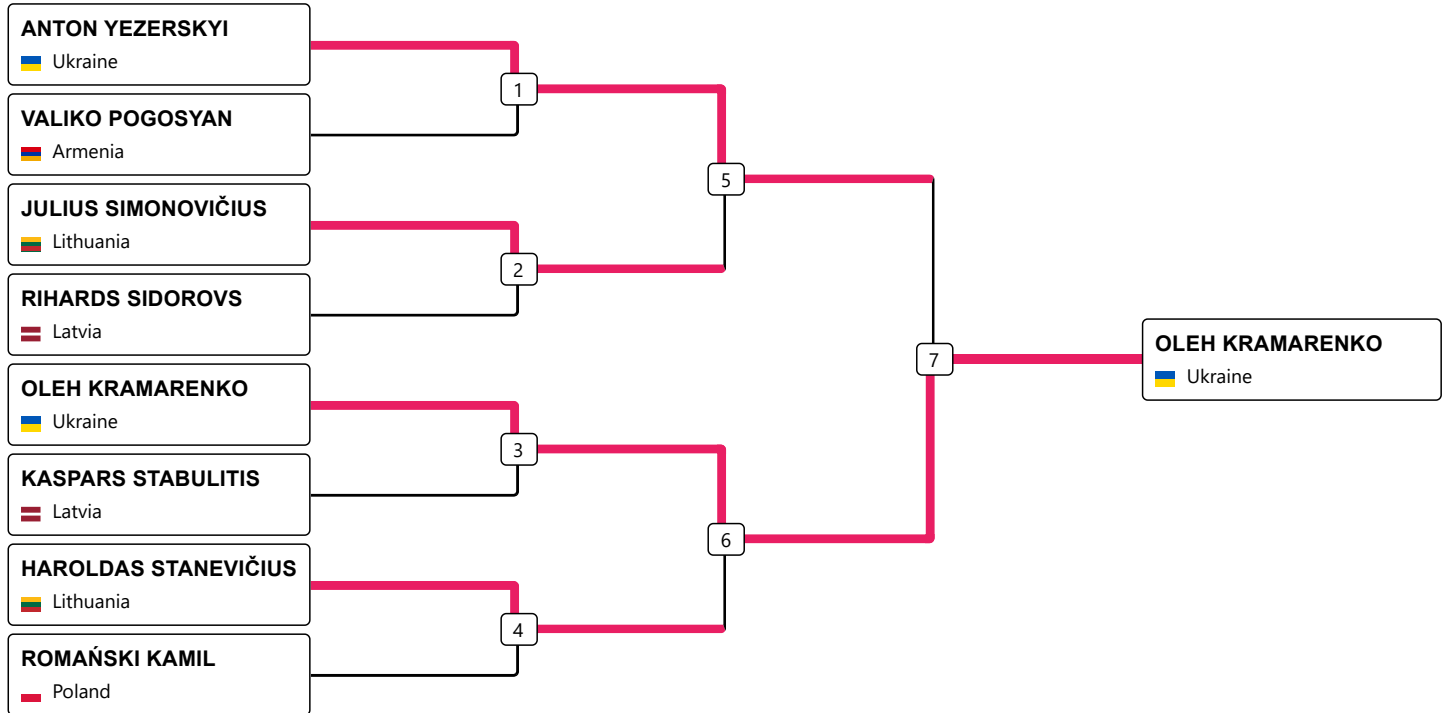 ANTON YEZERSKYI
Ukraine
VALIKO POGOSYAN
Armenia
JULIUS SIMONOVIČIUS
Lithuania
RIHARDS SIDOROVS
Latvia
OLEH KRAMARENKO
Ukraine
KASPARS STABULITIS
Latvia
HAROLDAS STANEVIČIUS
Lithuania
ROMAŃSKI KAMIL
Poland
1
2
3
4
5
6
7
OLEH KRAMARENKO
Ukraine